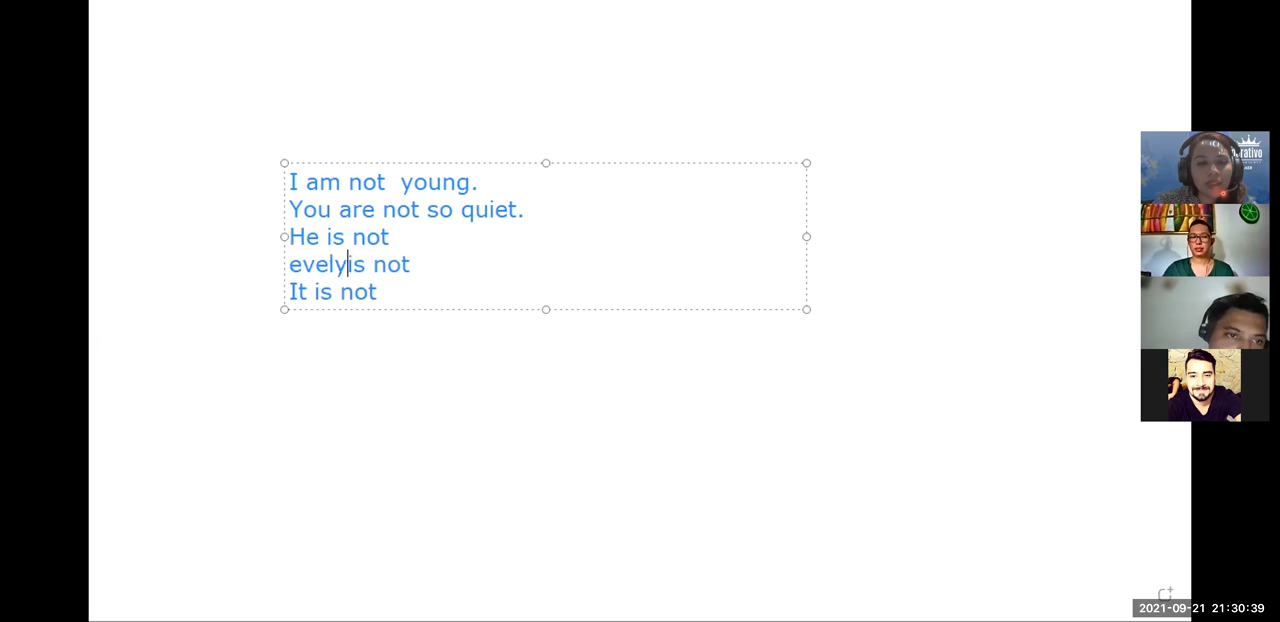 I am not  young.
You are not so quiet.
He is not
evelyis not
It is not
2021-09-21 21:30:39